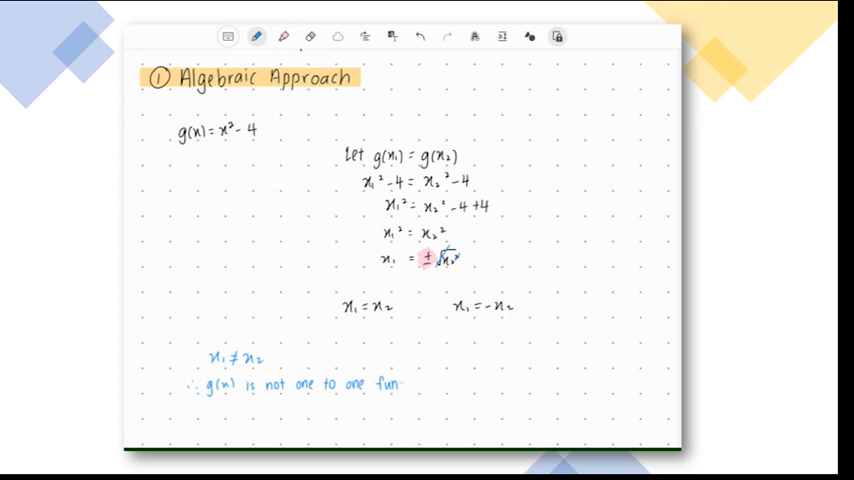 ① Algebraic Approach
g(x) = x² - 4
Let g(x₁) = g(x₂)
x₁² - 4 = x₂² - 4
x₁² = x₂² - 4 + 4
x₁² = x₂²
x₁ = ± √x₂²
x₁ = x₂ x₁ = -x₂
x₁ ≠ x₂
∴ g(x) is not one to one fun